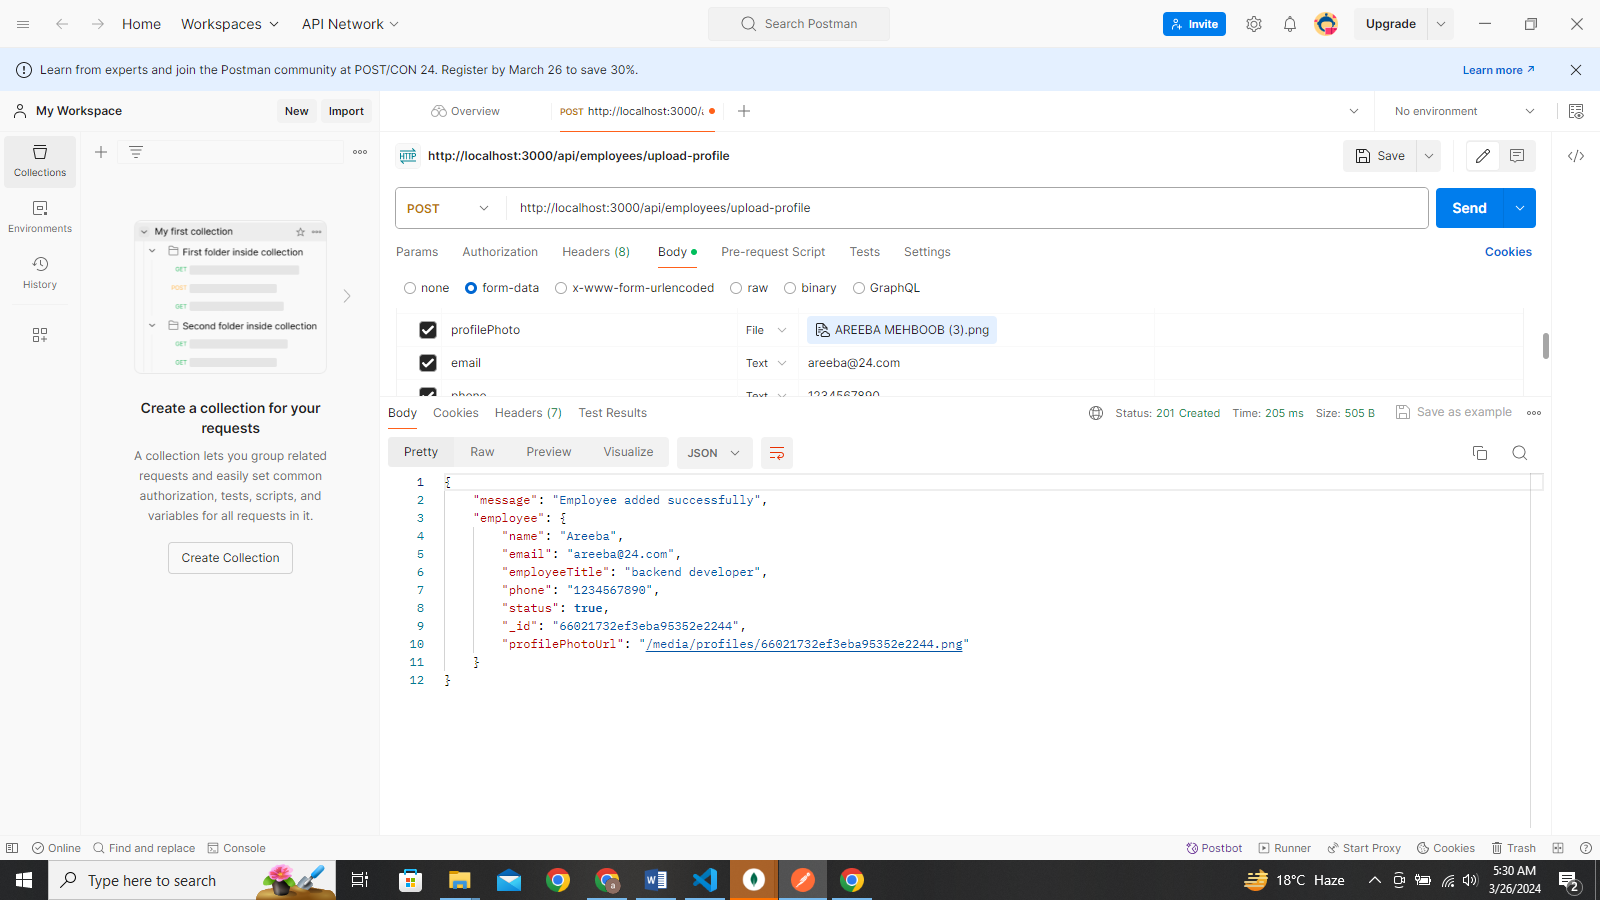 Home Workspaces API Network Search Postman Invite Upgrade
Learn from experts and join the Postman community at POST/CON 24. Register by March 26 to save 30%. Learn more ↗
My Workspace New Import Overview POST http://localhost:3000/a No environment
Collections
Environments
History
My first collection
First folder inside collection
GET
POST
GET
Second folder inside collection
GET
GET
Create a collection for your
requests
A collection lets you group related
requests and easily set common
authorization, tests, scripts, and
variables for all requests in it.
Create Collection
HTTP http://localhost:3000/api/employees/upload-profile Save </>
POST http://localhost:3000/api/employees/upload-profile Send
Params Authorization Headers (8) Body Pre-request Script Tests Settings Cookies
none form-data x-www-form-urlencoded raw binary GraphQL
profilePhoto File AREEBA MEHBOOB (3).png
email Text areeba@24.com
phone Text 1234567890
Body Cookies Headers (7) Test Results Status: 201 Created Time: 205 ms Size: 505 B Save as example
Pretty Raw Preview Visualize JSON
1 {
2 "message": "Employee added successfully",
3 "employee": {
4 "name": "Areeba",
5 "email": "areeba@24.com",
6 "employeeTitle": "backend developer",
7 "phone": "1234567890",
8 "status": true,
9 "_id": "66021732ef3eba95352e2244",
10 "profilePhotoUrl": "/media/profiles/66021732ef3eba95352e2244.png"
11 }
12 }
Online Find and replace Console Postbot Runner Start Proxy Cookies Trash
Type here to search 18°C Haze 5:30 AM
3/26/2024 2